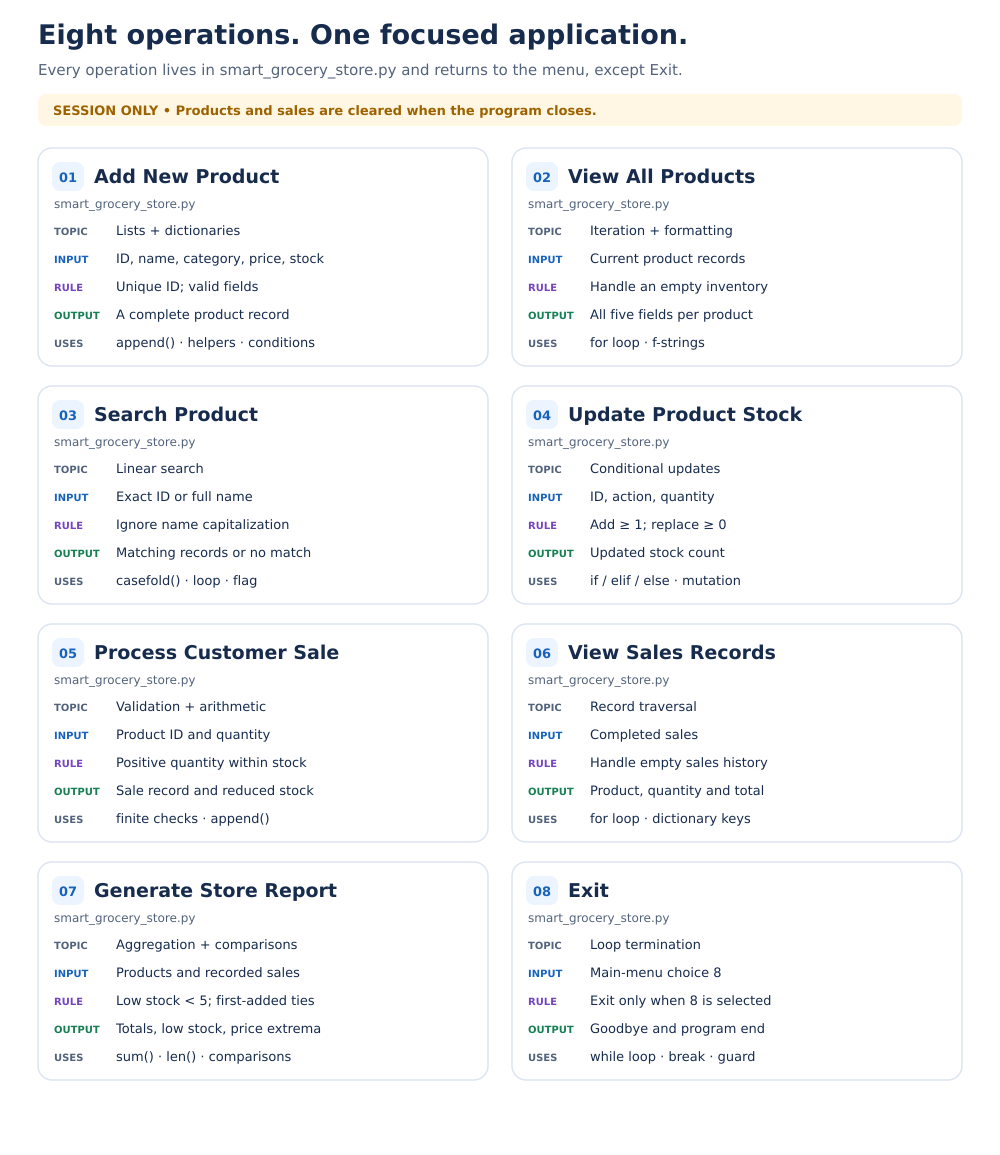 Eight operations. One focused application.
Every operation lives in smart_grocery_store.py and returns to the menu, except Exit.
SESSION ONLY • Products and sales are cleared when the program closes.
01 Add New Product
smart_grocery_store.py
TOPIC Lists + dictionaries
INPUT ID, name, category, price, stock
RULE Unique ID; valid fields
OUTPUT A complete product record
USES append() · helpers · conditions
02 View All Products
smart_grocery_store.py
TOPIC Iteration + formatting
INPUT Current product records
RULE Handle an empty inventory
OUTPUT All five fields per product
USES for loop · f-strings
03 Search Product
smart_grocery_store.py
TOPIC Linear search
INPUT Exact ID or full name
RULE Ignore name capitalization
OUTPUT Matching records or no match
USES casefold() · loop · flag
04 Update Product Stock
smart_grocery_store.py
TOPIC Conditional updates
INPUT ID, action, quantity
RULE Add ≥ 1; replace ≥ 0
OUTPUT Updated stock count
USES if / elif / else · mutation
05 Process Customer Sale
smart_grocery_store.py
TOPIC Validation + arithmetic
INPUT Product ID and quantity
RULE Positive quantity within stock
OUTPUT Sale record and reduced stock
USES finite checks · append()
06 View Sales Records
smart_grocery_store.py
TOPIC Record traversal
INPUT Completed sales
RULE Handle empty sales history
OUTPUT Product, quantity and total
USES for loop · dictionary keys
07 Generate Store Report
smart_grocery_store.py
TOPIC Aggregation + comparisons
INPUT Products and recorded sales
RULE Low stock < 5; first-added ties
OUTPUT Totals, low stock, price extrema
USES sum() · len() · comparisons
08 Exit
smart_grocery_store.py
TOPIC Loop termination
INPUT Main-menu choice 8
RULE Exit only when 8 is selected
OUTPUT Goodbye and program end
USES while loop · break · guard